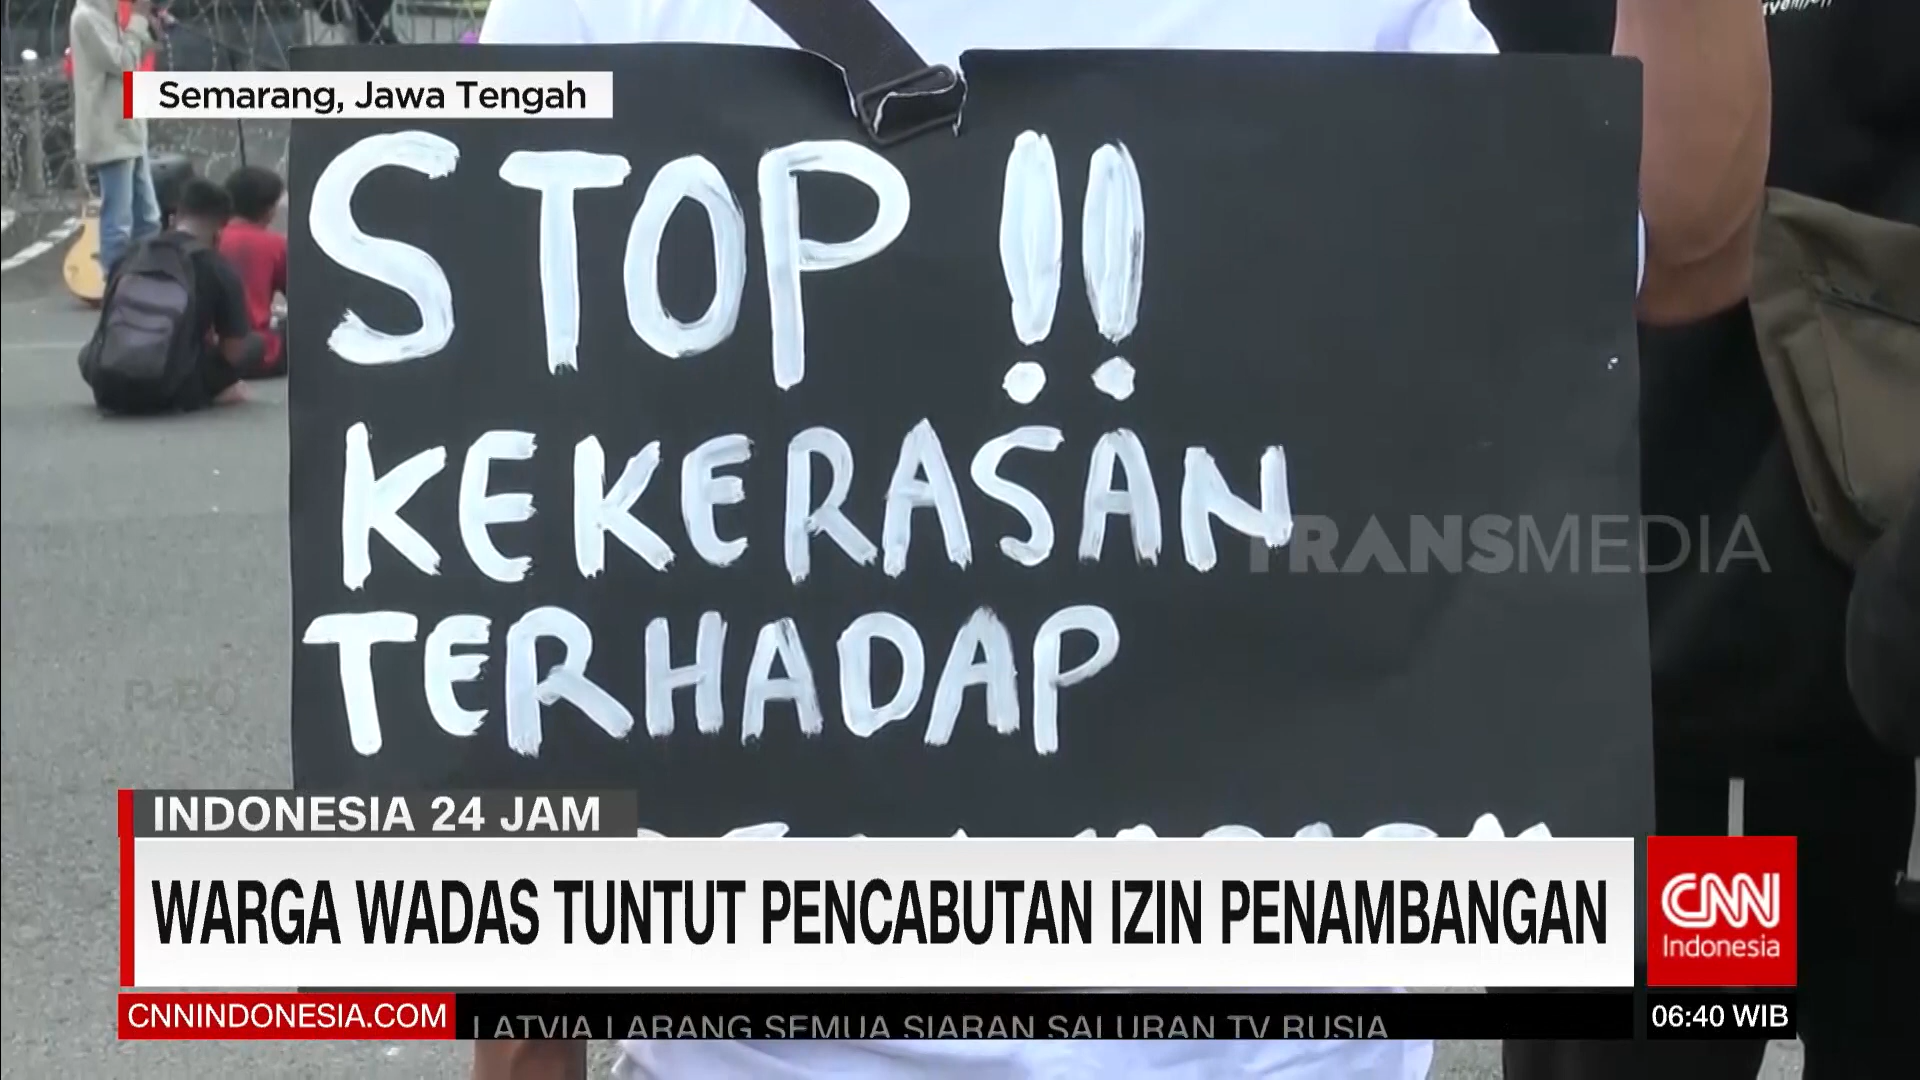 Semarang, Jawa Tengah
STOP !!
KEKERASAN
TERHADAP
TRANSMEDIA
INDONESIA 24 JAM
WARGA WADAS TUNTUT PENCABUTAN IZIN PENAMBANGAN
CNN
Indonesia
CNNINDONESIA.COM
LATVIA LARANG SEMUA SIARAN SALURAN TV RUSIA
06:40 WIB